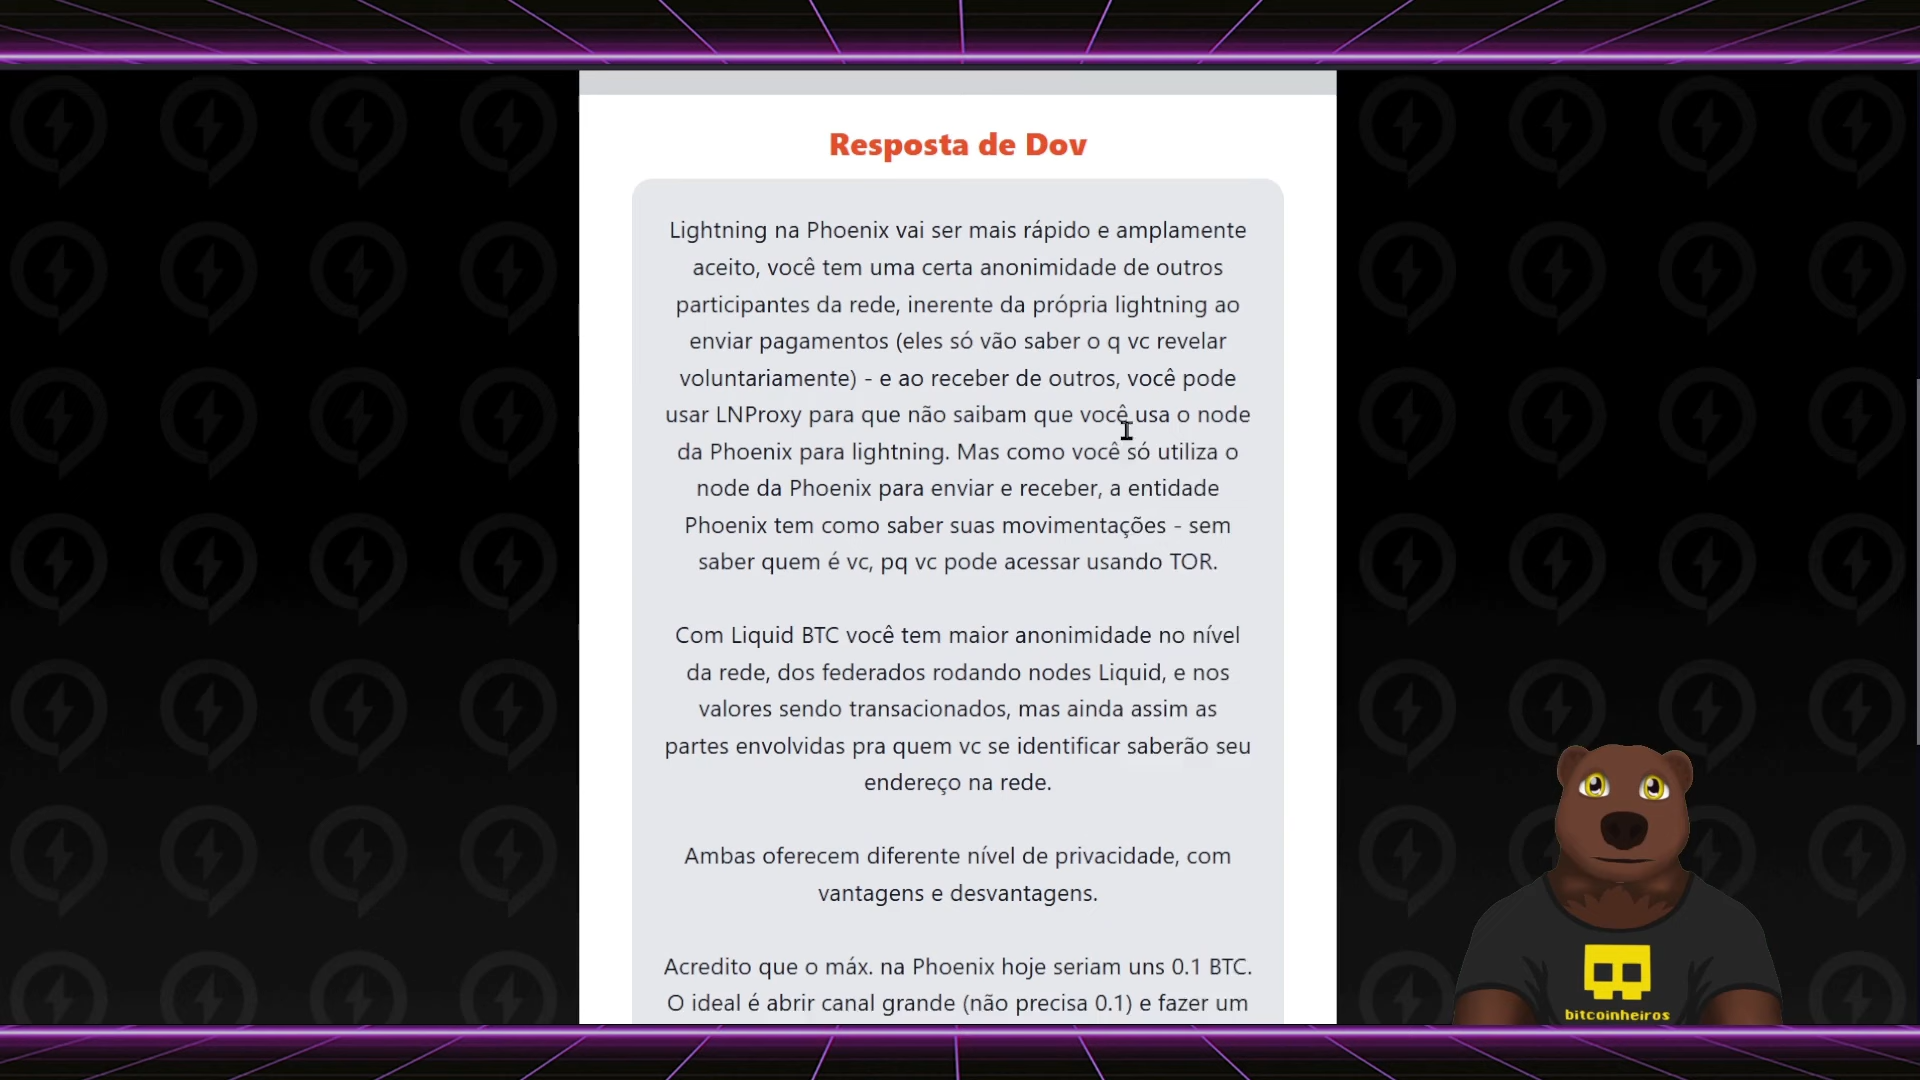 Resposta de Dov
Lightning na Phoenix vai ser mais rápido e amplamente
aceito, você tem uma certa anonimidade de outros
participantes da rede, inerente da própria lightning ao
enviar pagamentos (eles só vão saber o q vc revelar
voluntariamente) - e ao receber de outros, você pode
usar LNProxy para que não saibam que você usa o node
da Phoenix para lightning. Mas como você só utiliza o
node da Phoenix para enviar e receber, a entidade
Phoenix tem como saber suas movimentações - sem
saber quem é vc, pq vc pode acessar usando TOR.
Com Liquid BTC você tem maior anonimidade no nível
da rede, dos federados rodando nodes Liquid, e nos
valores sendo transacionados, mas ainda assim as
partes envolvidas pra quem vc se identificar saberão seu
endereço na rede.
Ambas oferecem diferente nível de privacidade, com
vantagens e desvantagens.
Acredito que o máx. na Phoenix hoje seriam uns 0.1 BTC.
O ideal é abrir canal grande (não precisa 0.1) e fazer um
bitcoinheiros